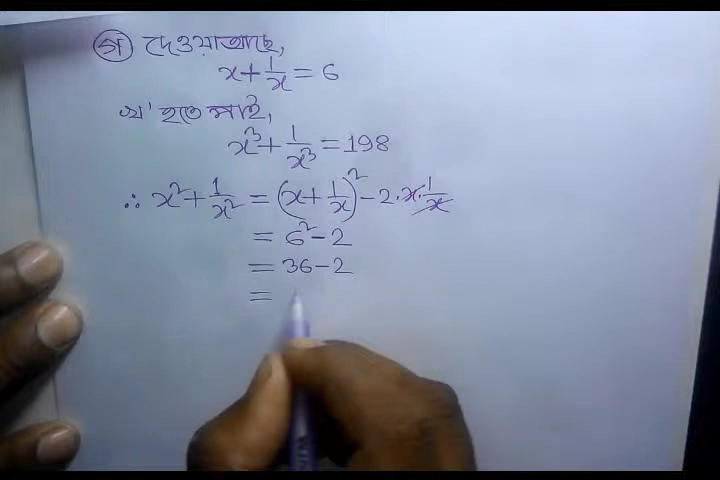 গ দেওয়া আছে,
x + 1/x = 6
খ' হতে পাই,
x³ + 1/x³ = 198
∴ x² + 1/x² = (x + 1/x)² - 2·x·1/x
= 6² - 2
= 36 - 2
=